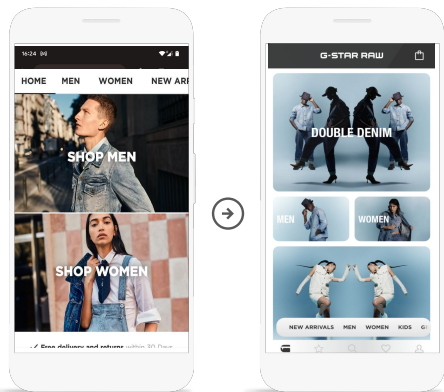 16:24
HOME MEN WOMEN NEW ARR
SHOP MEN
SHOP WOMEN
Free delivery and returns within 30 Days
G-STAR RAW
DOUBLE DENIM
MEN
WOMEN
NEW ARRIVALS MEN WOMEN KIDS G